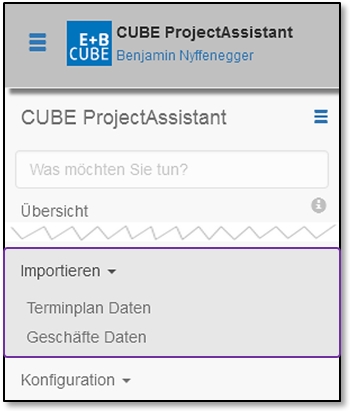 E+B
CUBE
CUBE ProjectAssistant
Benjamin Nyffenegger
CUBE ProjectAssistant
Was möchten Sie tun?
Übersicht
Importieren
Terminplan Daten
Geschäfte Daten
Konfiguration